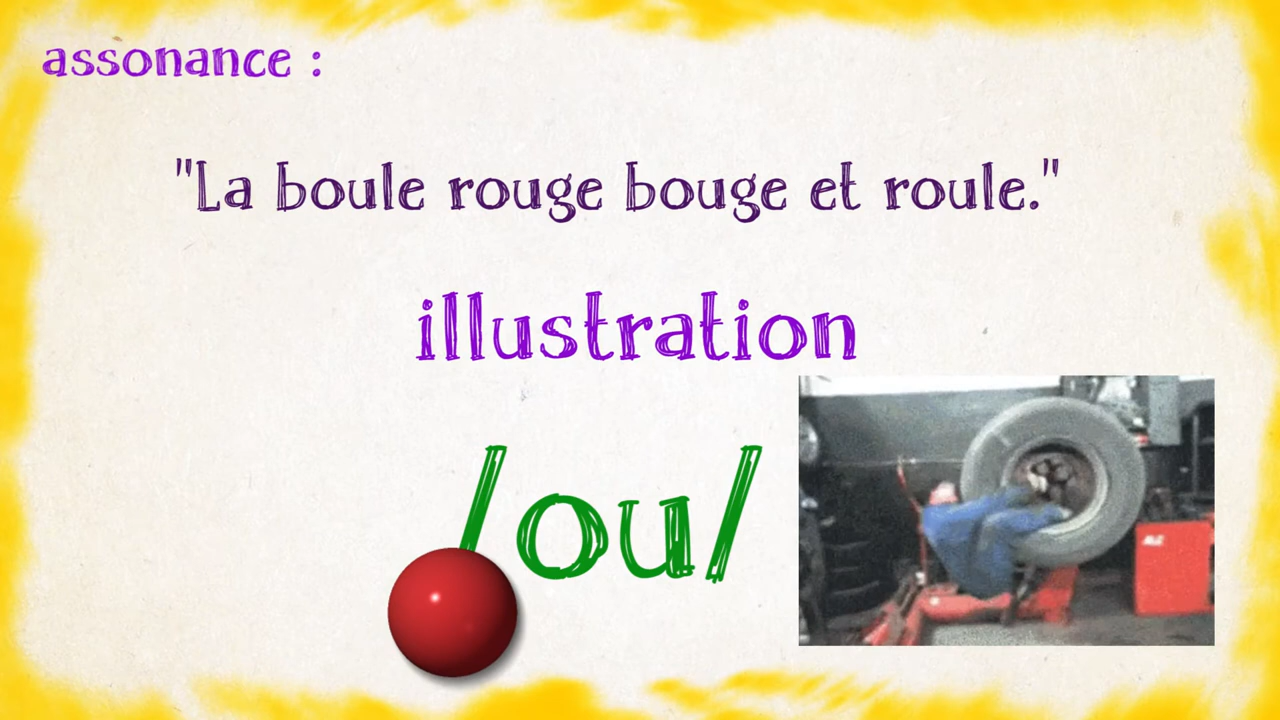 assonance :
"La boule rouge bouge et roule."
illustration
/ou/